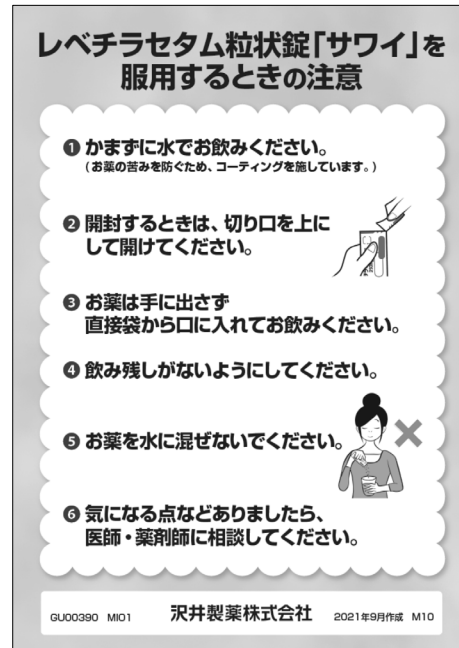 レベチラセタム粒状錠「サワイ」を
服用するときの注意
❶ かまずに水でお飲みください。
(お薬の苦みを防ぐため、コーティングを施しています。)
❷ 開封するときは、切り口を上に
して開けてください。
❸ お薬は手に出さず
直接袋から口に入れてお飲みください。
❹ 飲み残しがないようにしてください。
❺ お薬を水に混ぜないでください。
❻ 気になる点などありましたら、
医師・薬剤師に相談してください。
GU00390 MI01 沢井製薬株式会社 2021年9月作成 M10